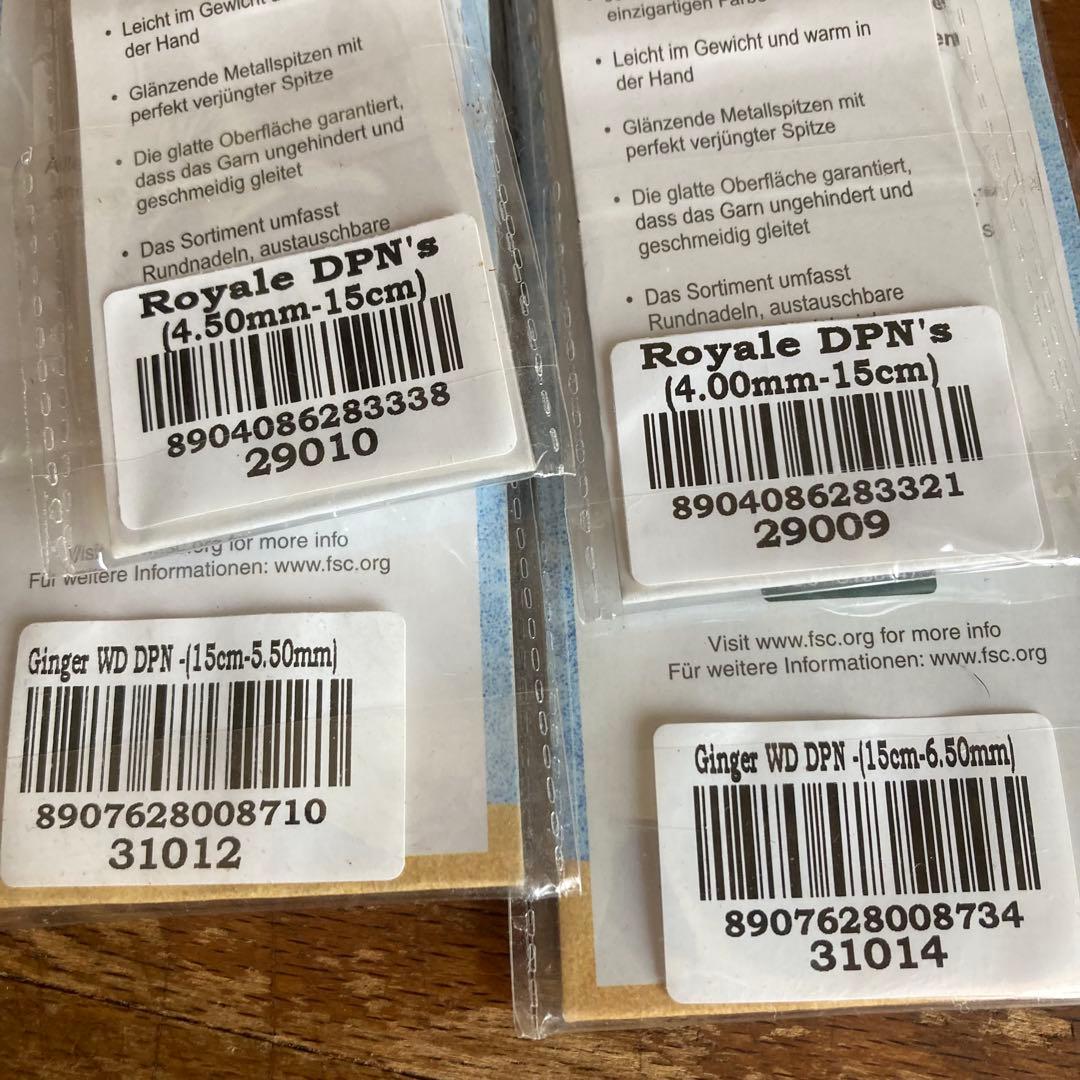 Leicht im Gewicht
der Hand
Glänzende Metallspitzen mit
perfekt verjüngter Spitze
Die glatte Oberfläche garantiert,
dass das Garn ungehindert und
geschmeidig gleitet
Das Sortiment umfasst
Rundnadeln, austauschbare
Royale DPN's
(4.50mm-15cm)
8904086283338
29010
for more info
Für weitere Informationen: www.fsc.org
Ginger WD DPN -(15cm-5.50mm)
8907628008710
31012
einzigartigen
Leicht im Gewicht und warm in
der Hand
Glänzende Metallspitzen mit
perfekt verjüngter Spitze
Die glatte Oberfläche garantiert,
dass das Garn ungehindert und
geschmeidig gleitet
Das Sortiment umfasst
Rundnadeln, austauschbare
Royale DPN's
(4.00mm-15cm)
8904086283321
29009
Visit www.fsc.org for more info
Für weitere Informationen: www.fsc.org
Ginger WD DPN -(15cm-6.50mm)
8907628008734
31014